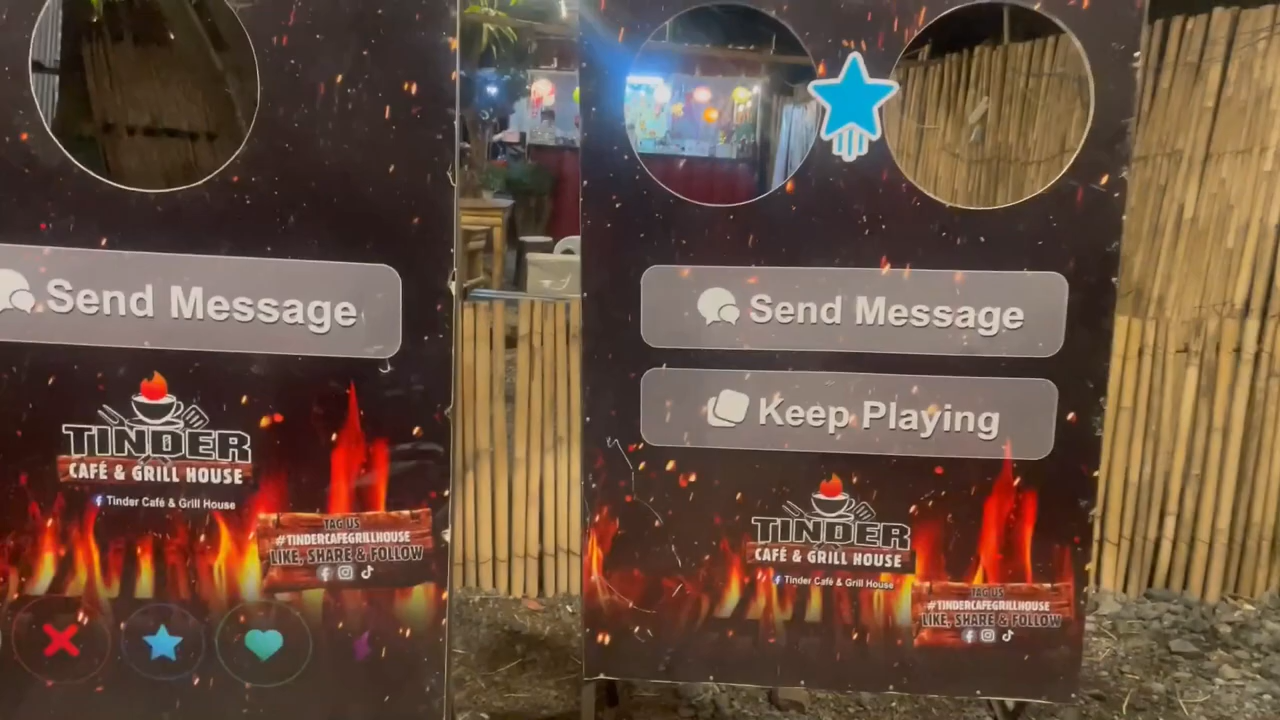 Send Message
TINDER
CAFÉ & GRILL HOUSE
Tinder Café & Grill House
TAG US
#TINDERCAFEGRILLHOUSE
LIKE, SHARE & FOLLOW
Send Message
Keep Playing
TINDER
CAFÉ & GRILL HOUSE
Tinder Café & Grill House
TAG US
#TINDERCAFEGRILLHOUSE
LIKE, SHARE & FOLLOW